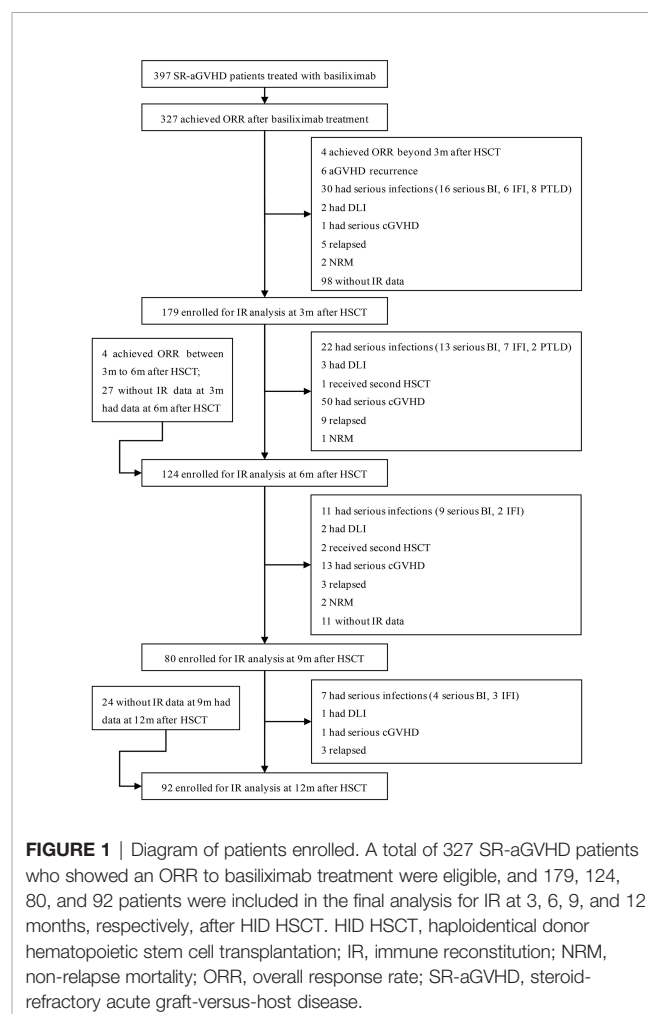 397 SR-aGVHD patients treated with basiliximab
327 achieved ORR after basiliximab treatment
4 achieved ORR beyond 3m after HSCT
6 aGVHD recurrence
30 had serious infections (16 serious BI, 6 IFI, 8 PTLD)
2 had DLI
1 had serious cGVHD
5 relapsed
2 NRM
98 without IR data
179 enrolled for IR analysis at 3m after HSCT
4 achieved ORR between
3m to 6m after HSCT;
27 without IR data at 3m
had data at 6m after HSCT
22 had serious infections (13 serious BI, 7 IFI, 2 PTLD)
3 had DLI
1 received second HSCT
50 had serious cGVHD
9 relapsed
1 NRM
124 enrolled for IR analysis at 6m after HSCT
11 had serious infections (9 serious BI, 2 IFI)
2 had DLI
2 received second HSCT
13 had serious cGVHD
3 relapsed
2 NRM
11 without IR data
80 enrolled for IR analysis at 9m after HSCT
24 without IR data at 9m had
data at 12m after HSCT
7 had serious infections (4 serious BI, 3 IFI)
1 had DLI
1 had serious cGVHD
3 relapsed
92 enrolled for IR analysis at 12m after HSCT
FIGURE 1 | Diagram of patients enrolled. A total of 327 SR-aGVHD patients
who showed an ORR to basiliximab treatment were eligible, and 179, 124,
80, and 92 patients were included in the final analysis for IR at 3, 6, 9, and 12
months, respectively, after HID HSCT. HID HSCT, haploidentical donor
hematopoietic stem cell transplantation; IR, immune reconstitution; NRM,
non-relapse mortality; ORR, overall response rate; SR-aGVHD, steroid-
refractory acute graft-versus-host disease.